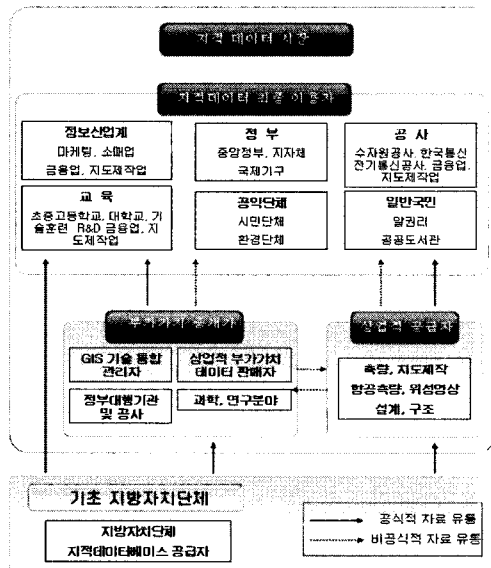 지적 데이터 시장
지적데이터 최종 이용자
정보산업계
마케팅, 소매업
금융업, 지도제작업
정 부
중앙정부, 지자체
국제기구
공 사
수자원공사, 한국통신
전기통신공사, 금융업,
지도제작업
교 육
초중고등학교, 대학교, 기
술훈련 R&D 금융업, 지
도제작업
공익단체
시민단체
환경단체
일반국민
알권리
공공도서관
부가가치 공급자
상업적 공급자
GIS 기술 통합
관리자
상업적 부가가치
데이터 판매자
정부대행기관
및 공사
과학, 연구분야
측량, 지도제작
항공측량, 위성영상
설계, 구조
기초 지방자치단체
지방자치단체
지적데이터베이스 공급자
공식적 자료 유통
비공식적 자료 유통